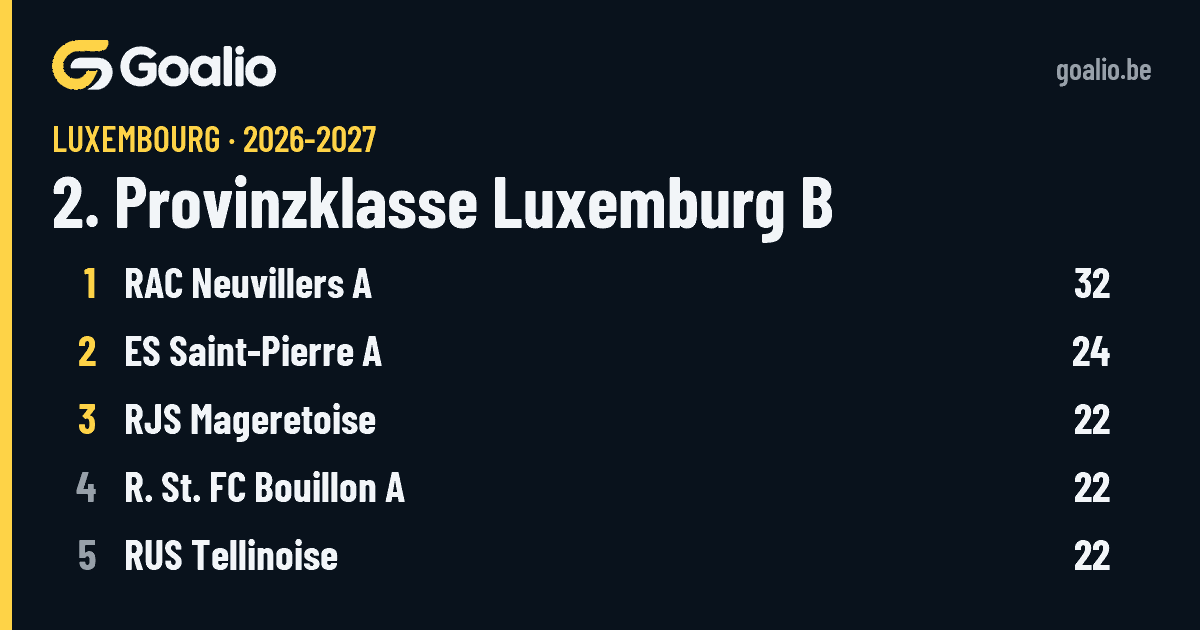 Goalio
goalio.be
LUXEMBOURG · 2026-2027
2. Provinzklasse Luxemburg B
1 RAC Neuvillers A 32
2 ES Saint-Pierre A 24
3 RJS Mageretoise 22
4 R. St. FC Bouillon A 22
5 RUS Tellinoise 22